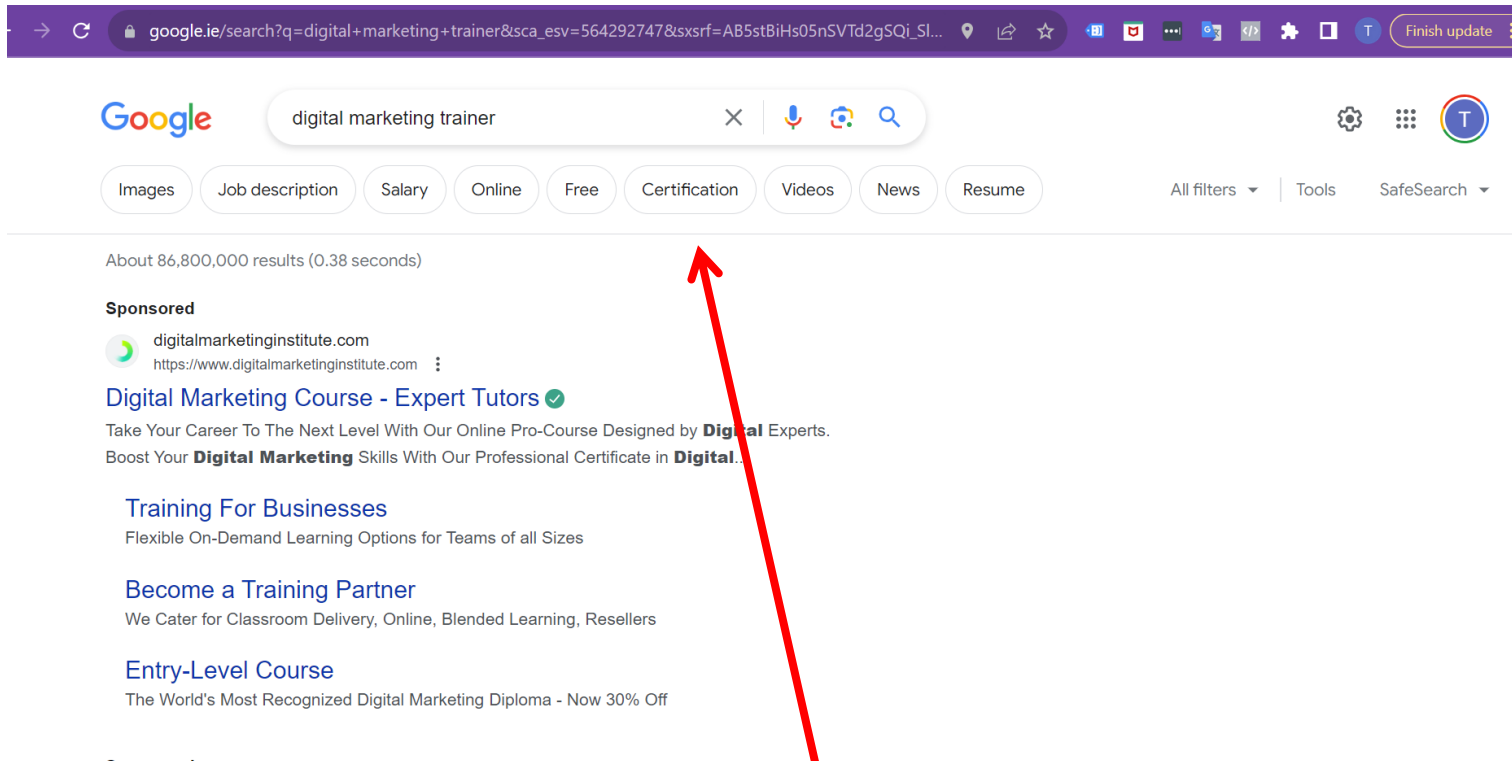 google.ie/search?q=digital+marketing+trainer&sca_esv=564292747&sxsrf=AB5stBiHs05nSVTd2gSQi_Sl... T Finish update
Google digital marketing trainer T
Images Job description Salary Online Free Certification Videos News Resume All filters Tools SafeSearch
About 86,800,000 results (0.38 seconds)
Sponsored
digitalmarketinginstitute.com
https://www.digitalmarketinginstitute.com
Digital Marketing Course - Expert Tutors
Take Your Career To The Next Level With Our Online Pro-Course Designed by Digital Experts.
Boost Your Digital Marketing Skills With Our Professional Certificate in Digital...
Training For Businesses
Flexible On-Demand Learning Options for Teams of all Sizes
Become a Training Partner
We Cater for Classroom Delivery, Online, Blended Learning, Resellers
Entry-Level Course
The World's Most Recognized Digital Marketing Diploma - Now 30% Off